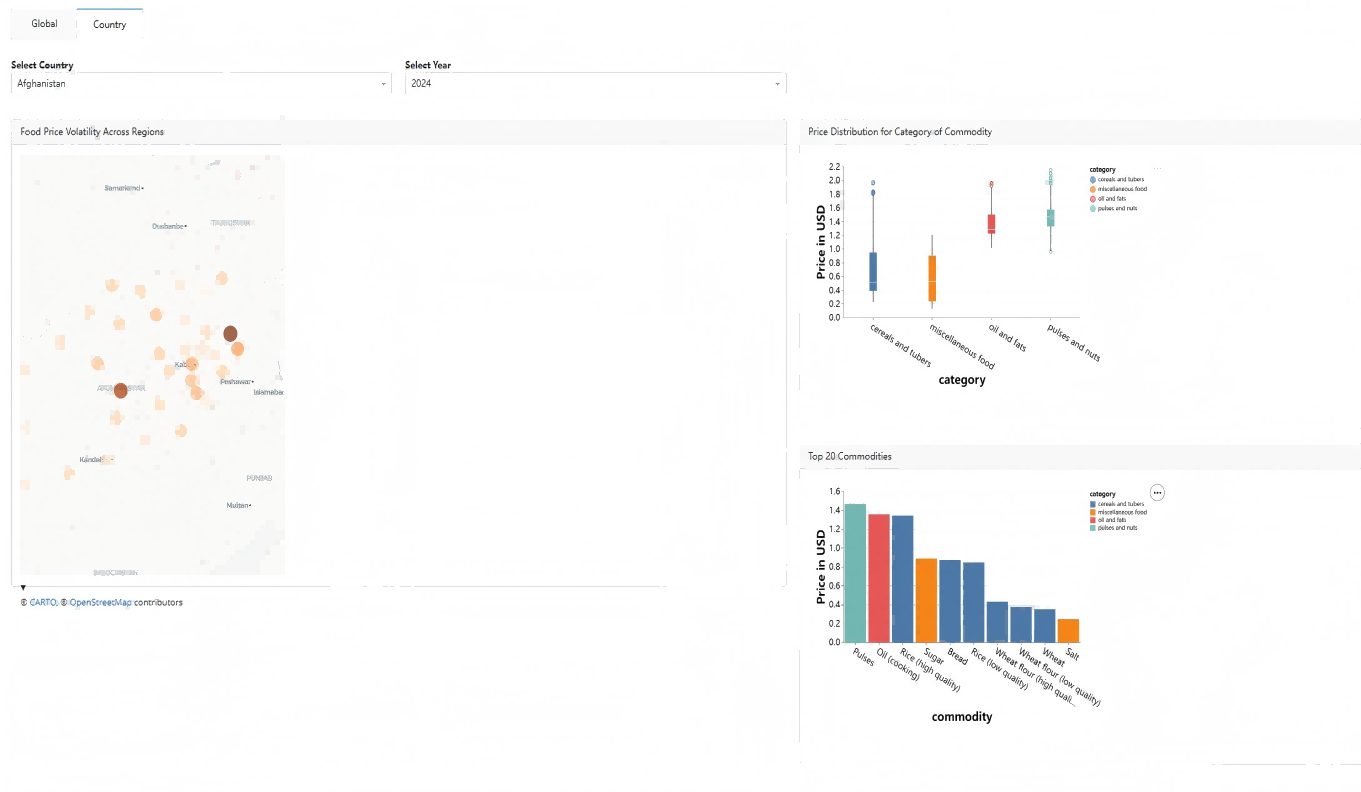 Global
Country
Select Country
Select Year
Afghanistan
2024
Food Price Volatility Across Regions
Samarkand
Dushanbe
Peshawar
Multan
PUNJAB
© CARTO, © OpenStreetMap contributors
Price Distribution for Category of Commodity
2.2
2.0
1.8
1.6
1.4
1.2
1.0
0.8
0.6
0.4
0.2
0.0
Price in USD
cereals and tubers
miscellaneous food
oil and fats
pulses and nuts
category
category
cereals and tubers
miscellaneous food
oil and fats
pulses and nuts
Top 20 Commodities
1.6
1.4
1.2
1.0
0.8
0.6
0.4
0.2
0.0
Price in USD
Pulses
Oil (cooking)
Rice (high quality)
Sugar
Bread
Rice (low quality)
Wheat flour (high quali...
Wheat flour (low quality)
Wheat
Salt
commodity
category
cereals and tubers
miscellaneous food
oil and fats
pulses and nuts